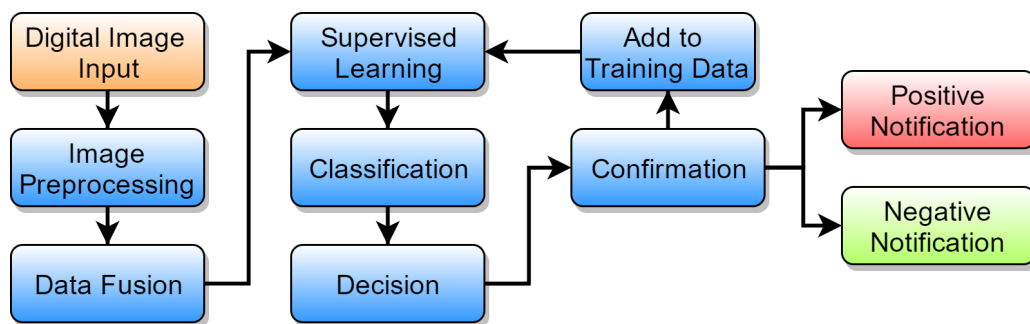 Digital Image
Input
Image
Preprocessing
Data Fusion
Supervised
Learning
Classification
Decision
Add to
Training Data
Confirmation
Positive
Notification
Negative
Notification